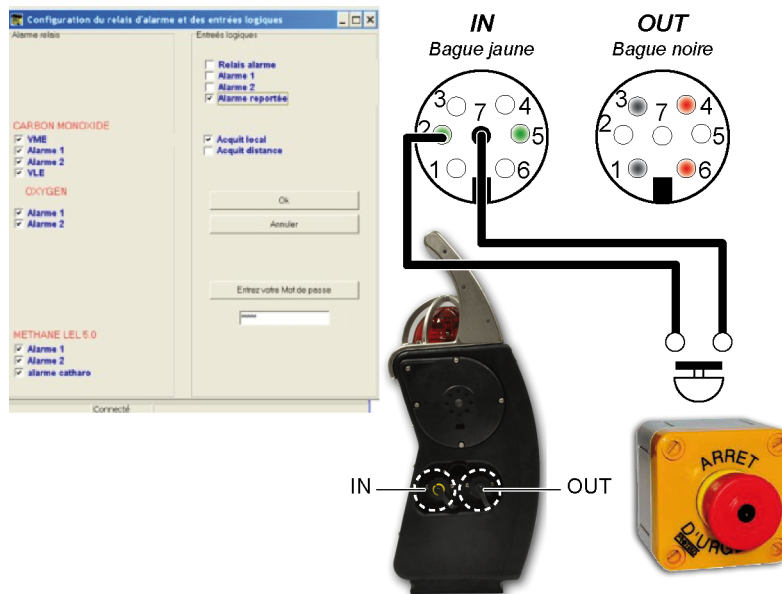 Configuration du relais d'alarme et des entrées logiques
Alarme relais
Entreés logiques
Relais alarme
Alarme 1
Alarme 2
Alarme reportée
CARBON MONOXIDE
VME
Alarme 1
Alarme 2
VLE
Acquit local
Acquit distance
OXYGEN
Alarme 1
Alarme 2
Ok
Annuler
Entrez votre Mot de passe
****
METHANE LEL 5.0
Alarme 1
Alarme 2
alarme catharo
Connecté
IN
Bague jaune
3
7
4
2
5
1
6
OUT
Bague noire
3
7
4
2
5
1
6
IN
OUT
ARRET
D'URGE